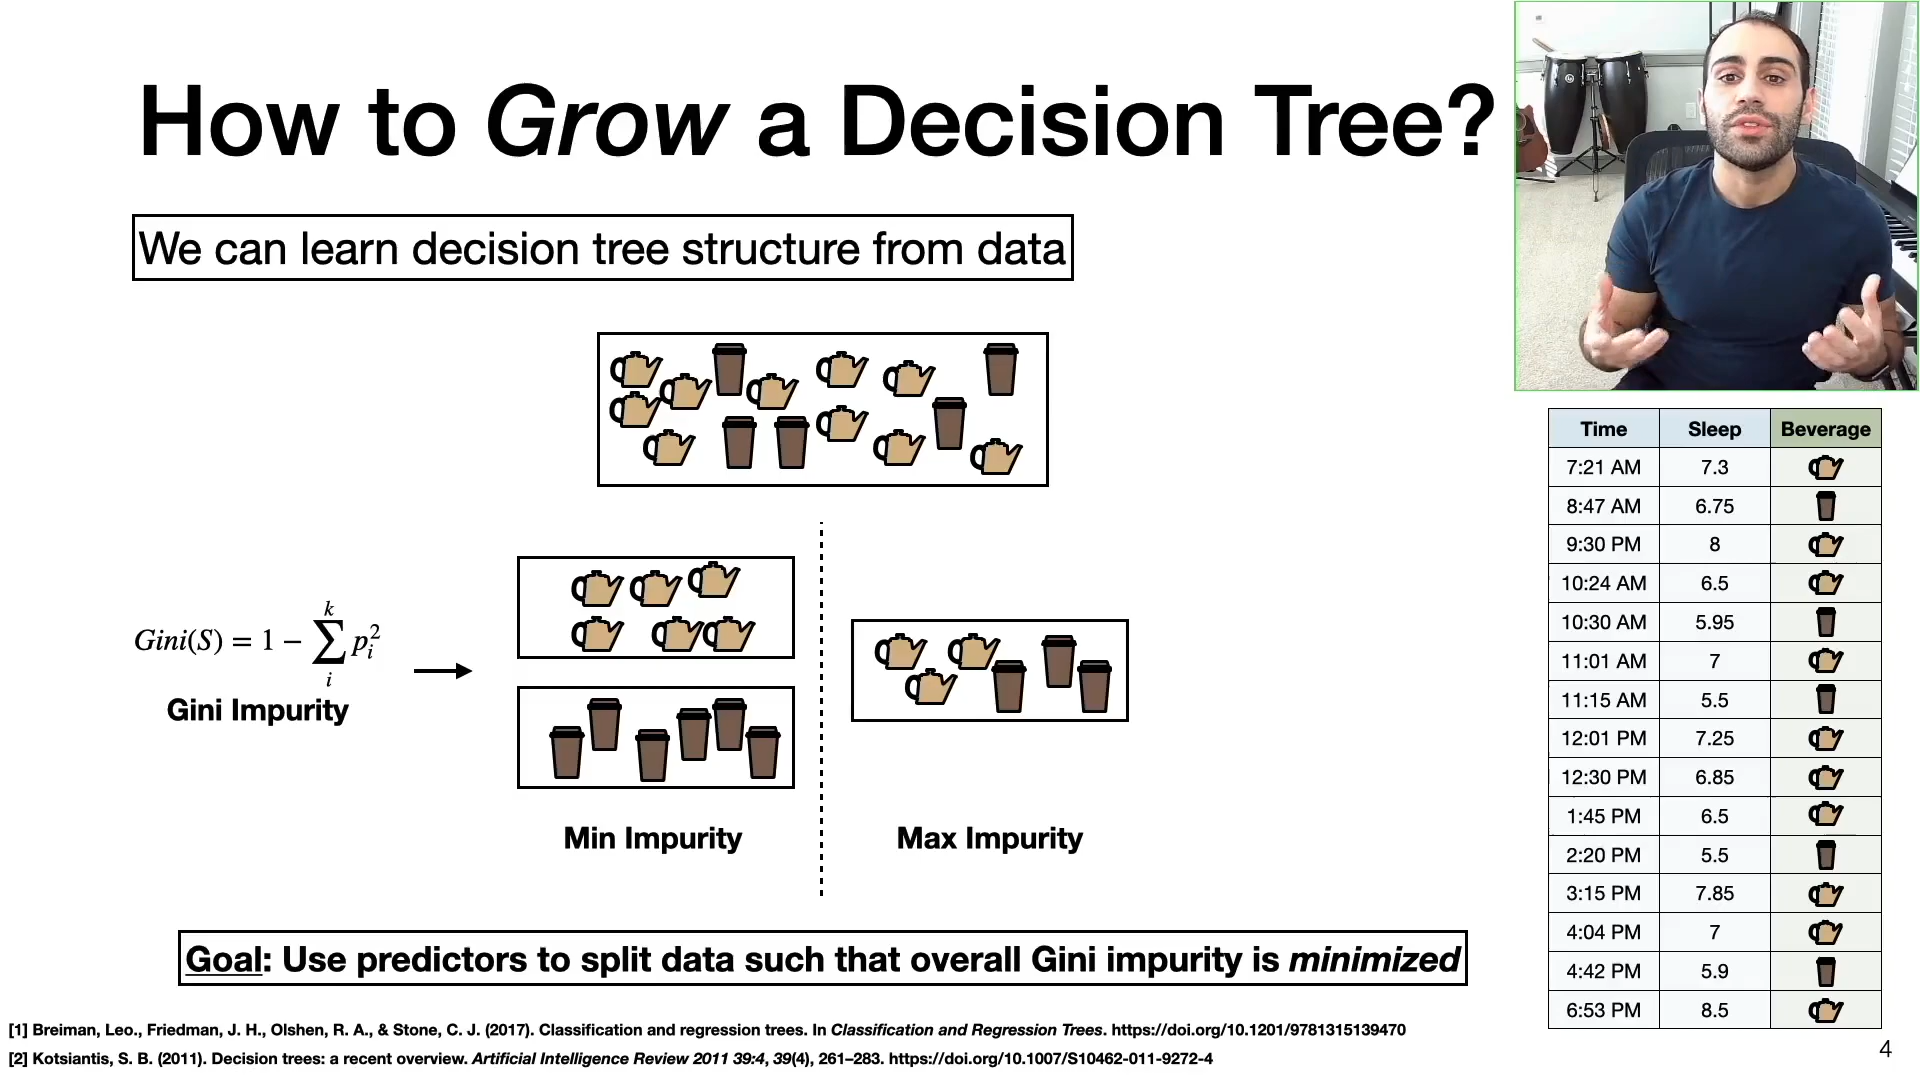 How to Grow a Decision Tree?
We can learn decision tree structure from data
Gini(S) = 1 − ∑ᵢᵏ pᵢ²
Gini Impurity
Min Impurity
Max Impurity
Goal: Use predictors to split data such that overall Gini impurity is minimized
Time Sleep Beverage
7:21 AM 7.3
8:47 AM 6.75
9:30 PM 8
10:24 AM 6.5
10:30 AM 5.95
11:01 AM 7
11:15 AM 5.5
12:01 PM 7.25
12:30 PM 6.85
1:45 PM 6.5
2:20 PM 5.5
3:15 PM 7.85
4:04 PM 7
4:42 PM 5.9
6:53 PM 8.5
[1] Breiman, Leo., Friedman, J. H., Olshen, R. A., & Stone, C. J. (2017). Classification and regression trees. In Classification and Regression Trees. https://doi.org/10.1201/9781315139470
[2] Kotsiantis, S. B. (2011). Decision trees: a recent overview. Artificial Intelligence Review 2011 39:4, 39(4), 261–283. https://doi.org/10.1007/S10462-011-9272-4
4